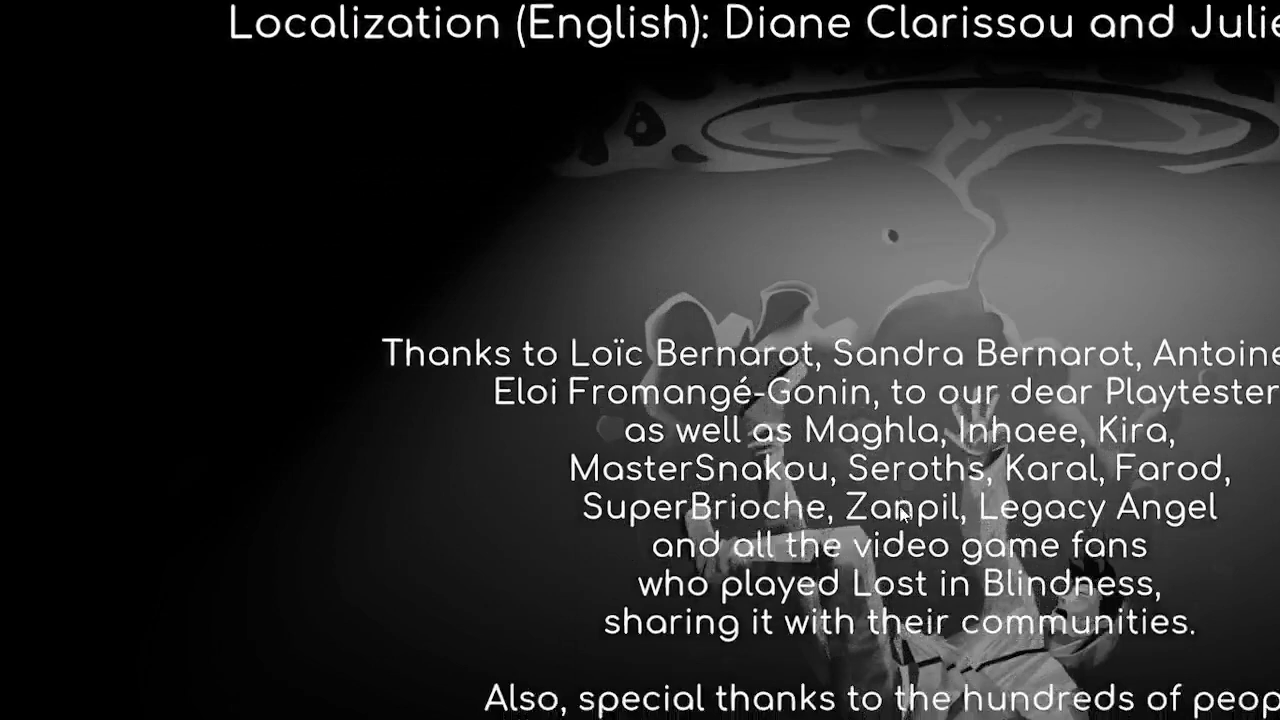 Localization (English): Diane Clarissou and
Thanks to Loïc Bernarot, Sandra Bernarot, Antoine
Eloi Fromangé-Gonin, to our dear Playtester
as well as Maghla, Inhaee, Kira,
MasterSnakou, Seroths, Karal, Farod,
SuperBrioche, Zanpil, Legacy Angel
and all the video game fans
who played Lost in Blindness,
sharing it with their communities.
Also, special thanks to the hundreds of